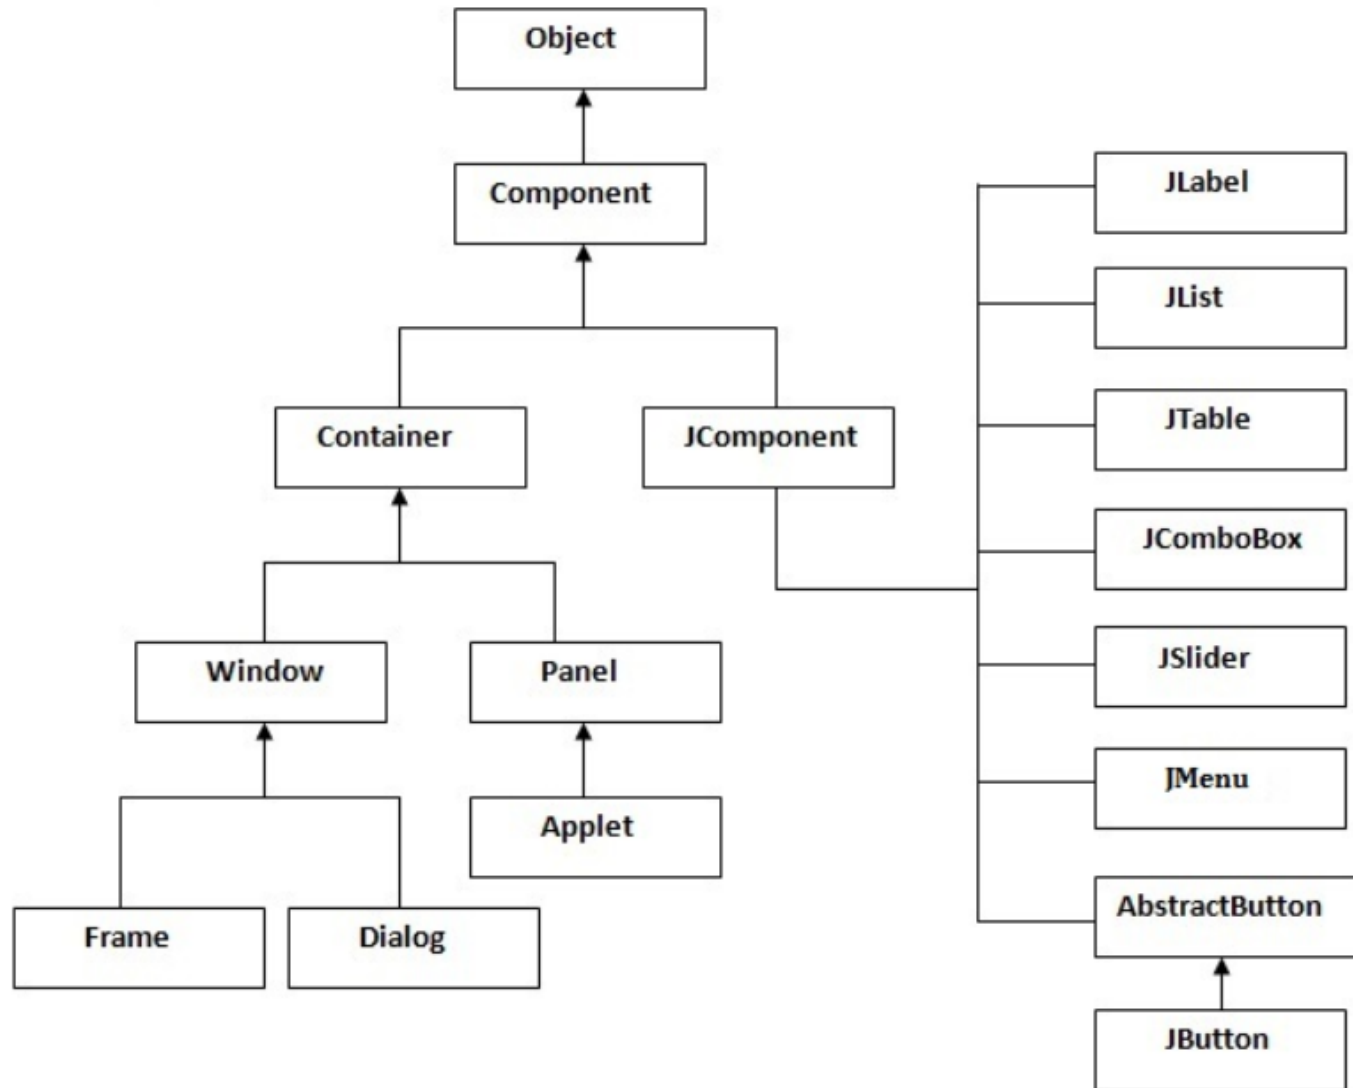 Object
Component
JLabel
JList
JTable
Container
JComponent
JComboBox
Window
Panel
JSlider
JMenu
Applet
AbstractButton
Frame
Dialog
JButton